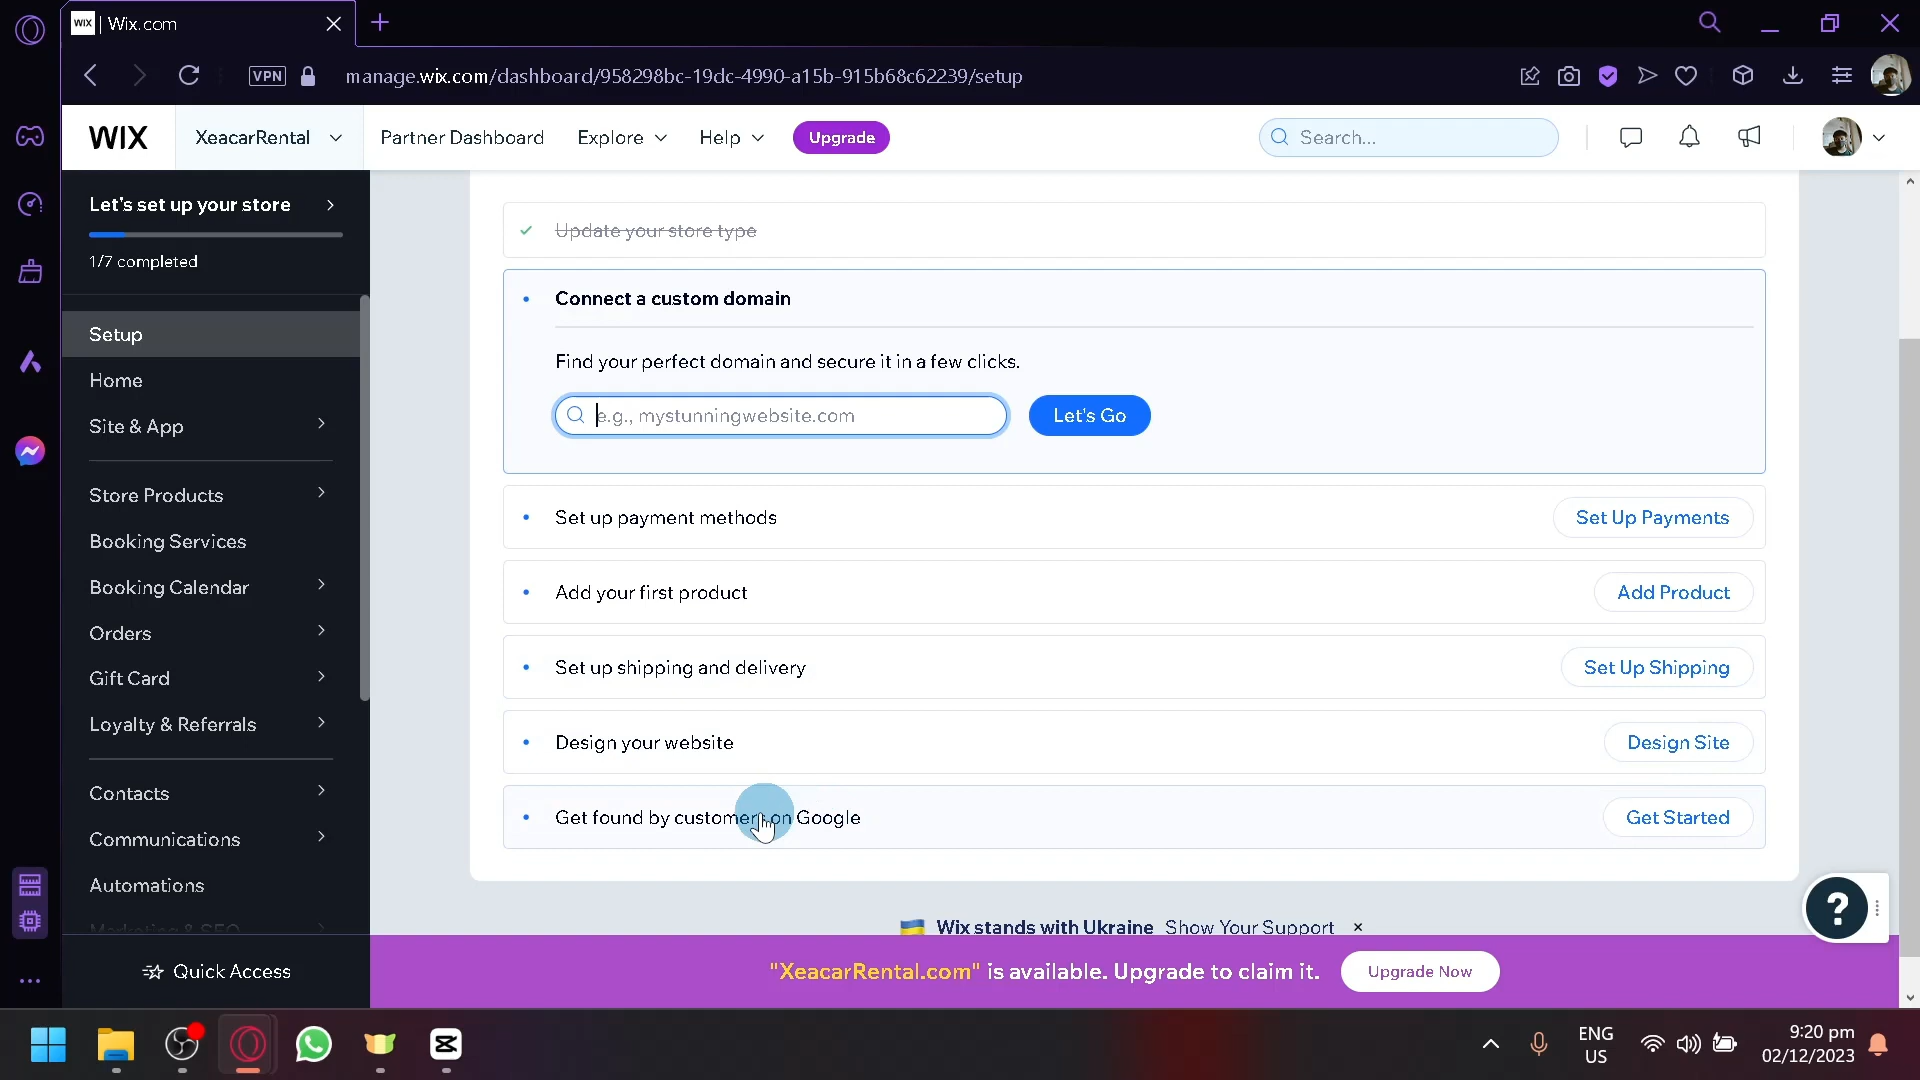 WIX | Wix.com
VPN manage.wix.com/dashboard/958298bc-19dc-4990-a15b-915b68c62239/setup
WIX XeacarRental Partner Dashboard Explore Help Upgrade Search...
Let's set up your store
1/7 completed
Setup
Home
Site & App
Store Products
Booking Services
Booking Calendar
Orders
Gift Card
Loyalty & Referrals
Contacts
Communications
Automations
Marketing & SEO
Quick Access
Update your store type
Connect a custom domain
Find your perfect domain and secure it in a few clicks.
e.g., mystunningwebsite.com Let's Go
Set up payment methods Set Up Payments
Add your first product Add Product
Set up shipping and delivery Set Up Shipping
Design your website Design Site
Get found by customers on Google Get Started
Wix stands with Ukraine Show Your Support
?
"XeacarRental.com" is available. Upgrade to claim it. Upgrade Now
ENG
US
9:20 pm
02/12/2023